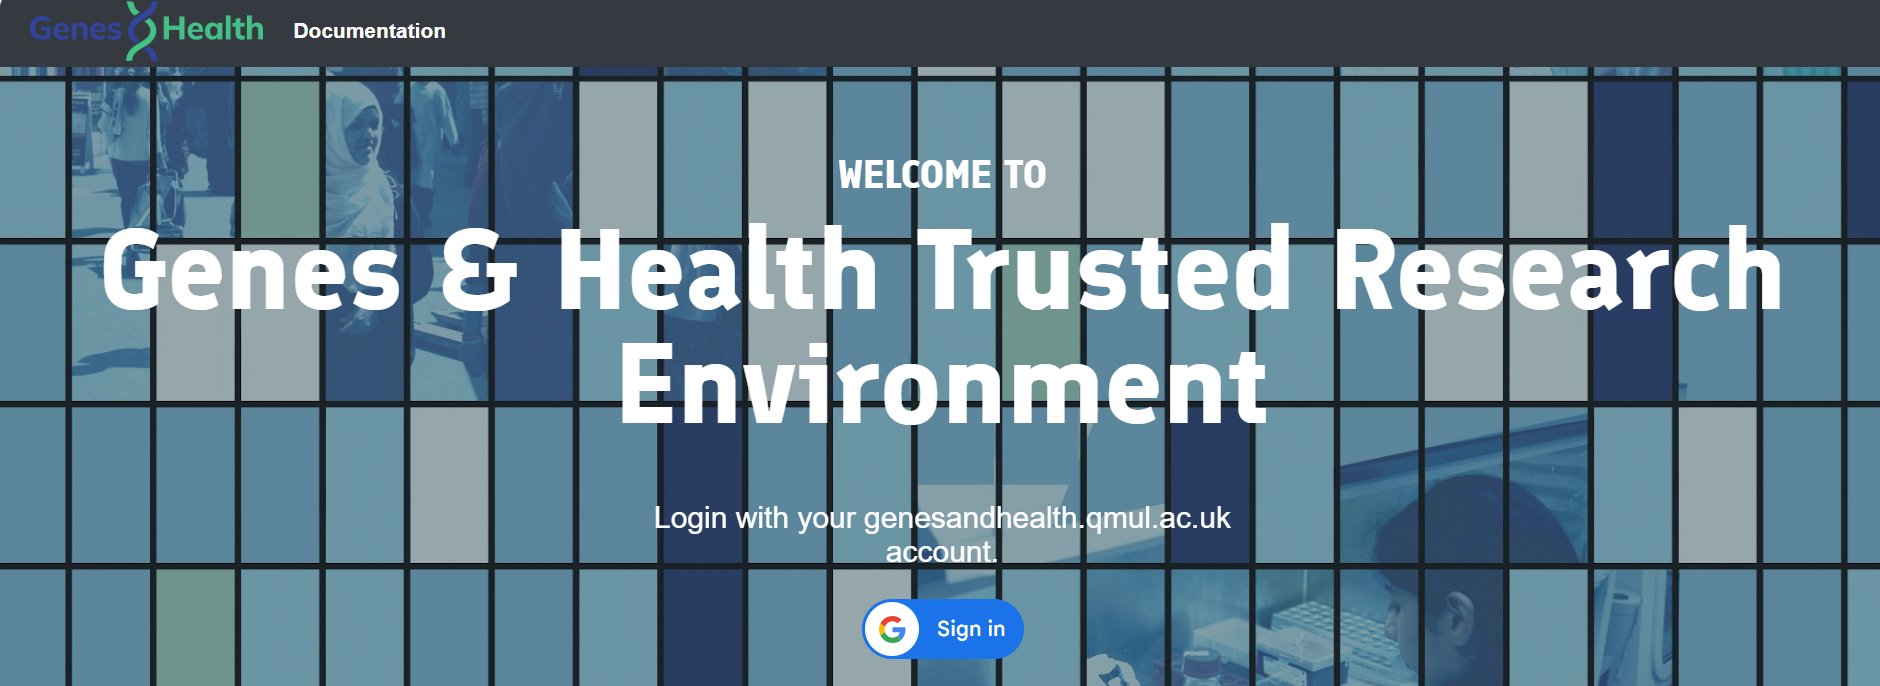 Genes Health Documentation
WELCOME TO
Genes & Health Trusted Research
Environment
Login with your genesandhealth.qmul.ac.uk
account.
Sign in